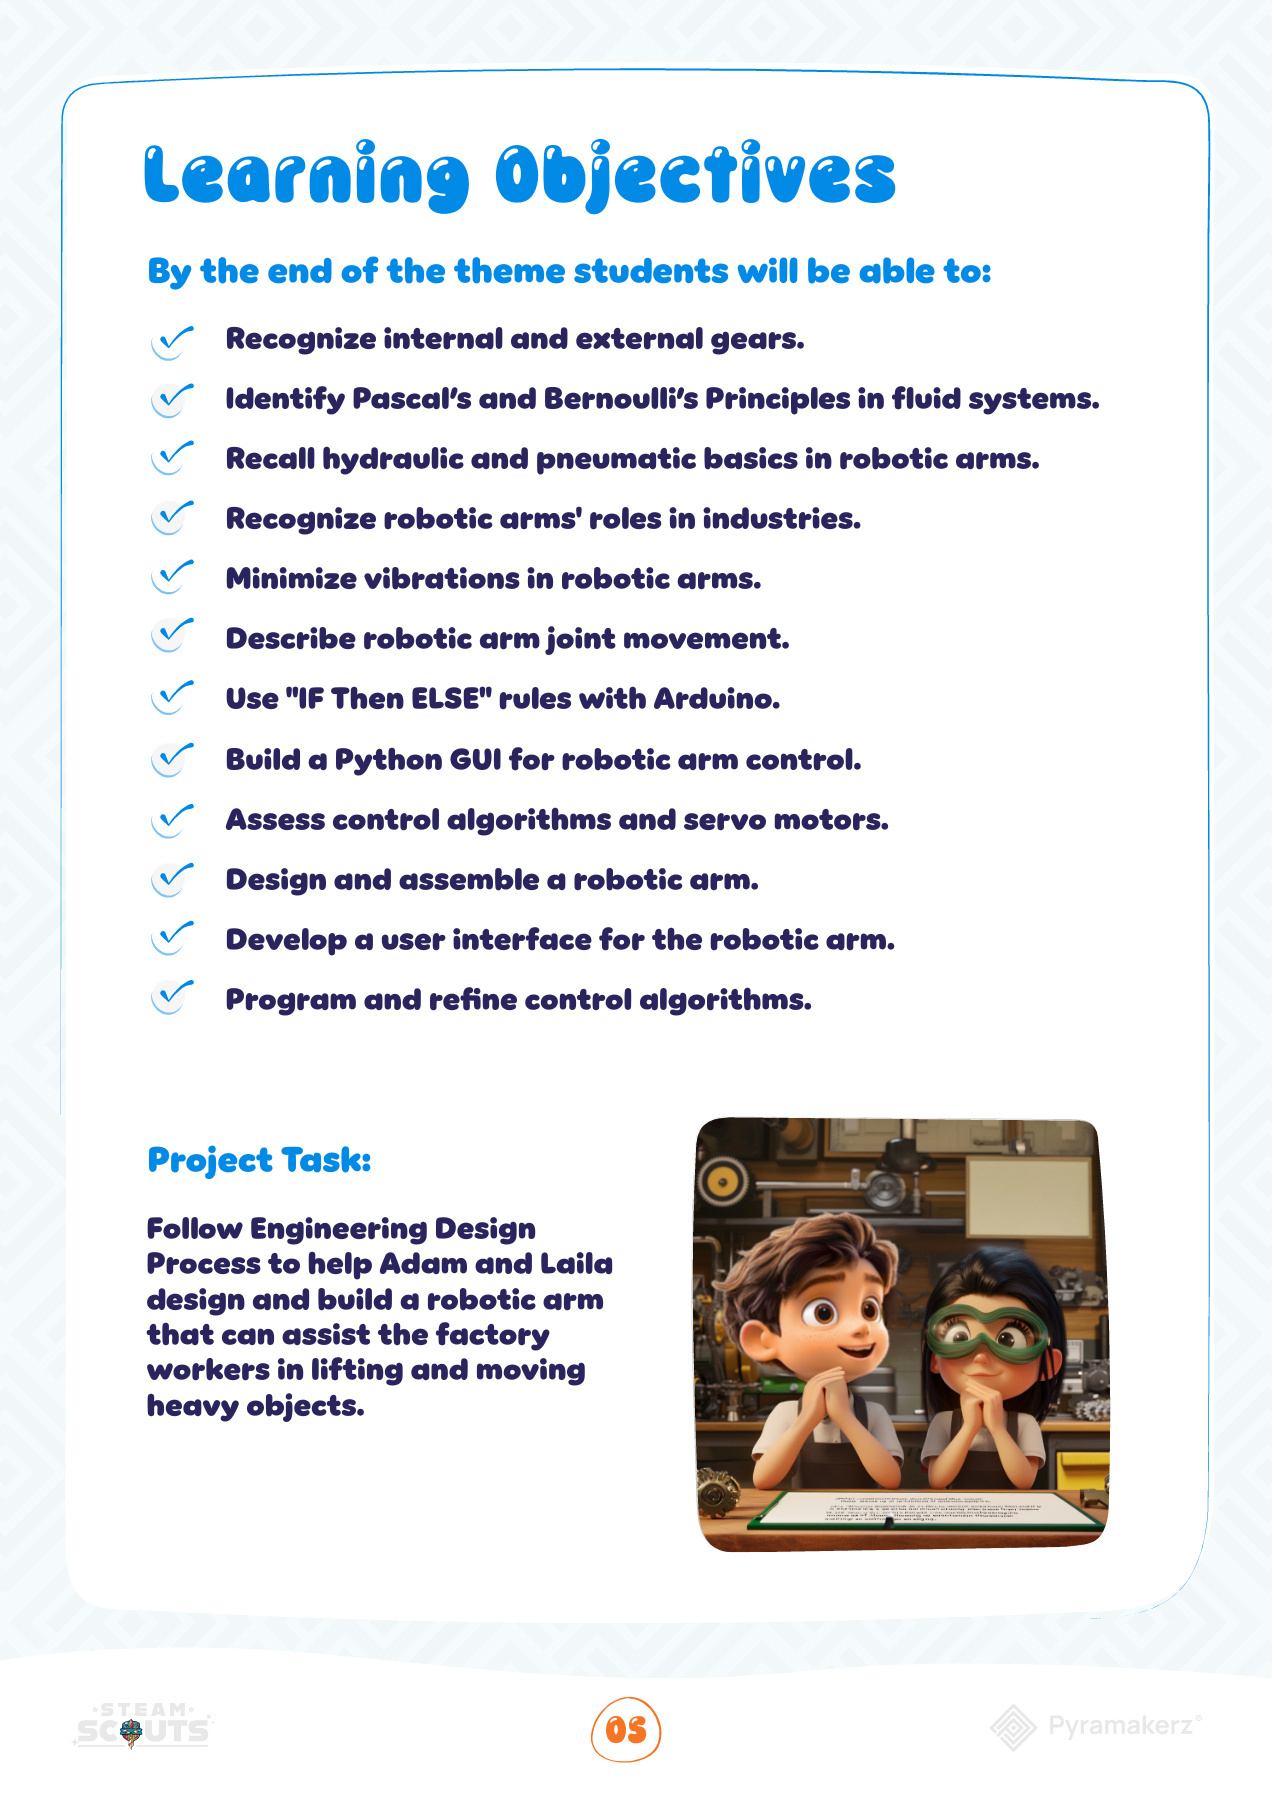 Learning Objectives
By the end of the theme students will be able to:
Recognize internal and external gears.
Identify Pascal’s and Bernoulli’s Principles in fluid systems.
Recall hydraulic and pneumatic basics in robotic arms.
Recognize robotic arms' roles in industries.
Minimize vibrations in robotic arms.
Describe robotic arm joint movement.
Use "IF Then ELSE" rules with Arduino.
Build a Python GUI for robotic arm control.
Assess control algorithms and servo motors.
Design and assemble a robotic arm.
Develop a user interface for the robotic arm.
Program and refine control algorithms.
Project Task:
Follow Engineering Design
Process to help Adam and Laila
design and build a robotic arm
that can assist the factory
workers in lifting and moving
heavy objects.
STEAM
SCOUTS
05
Pyramakerz